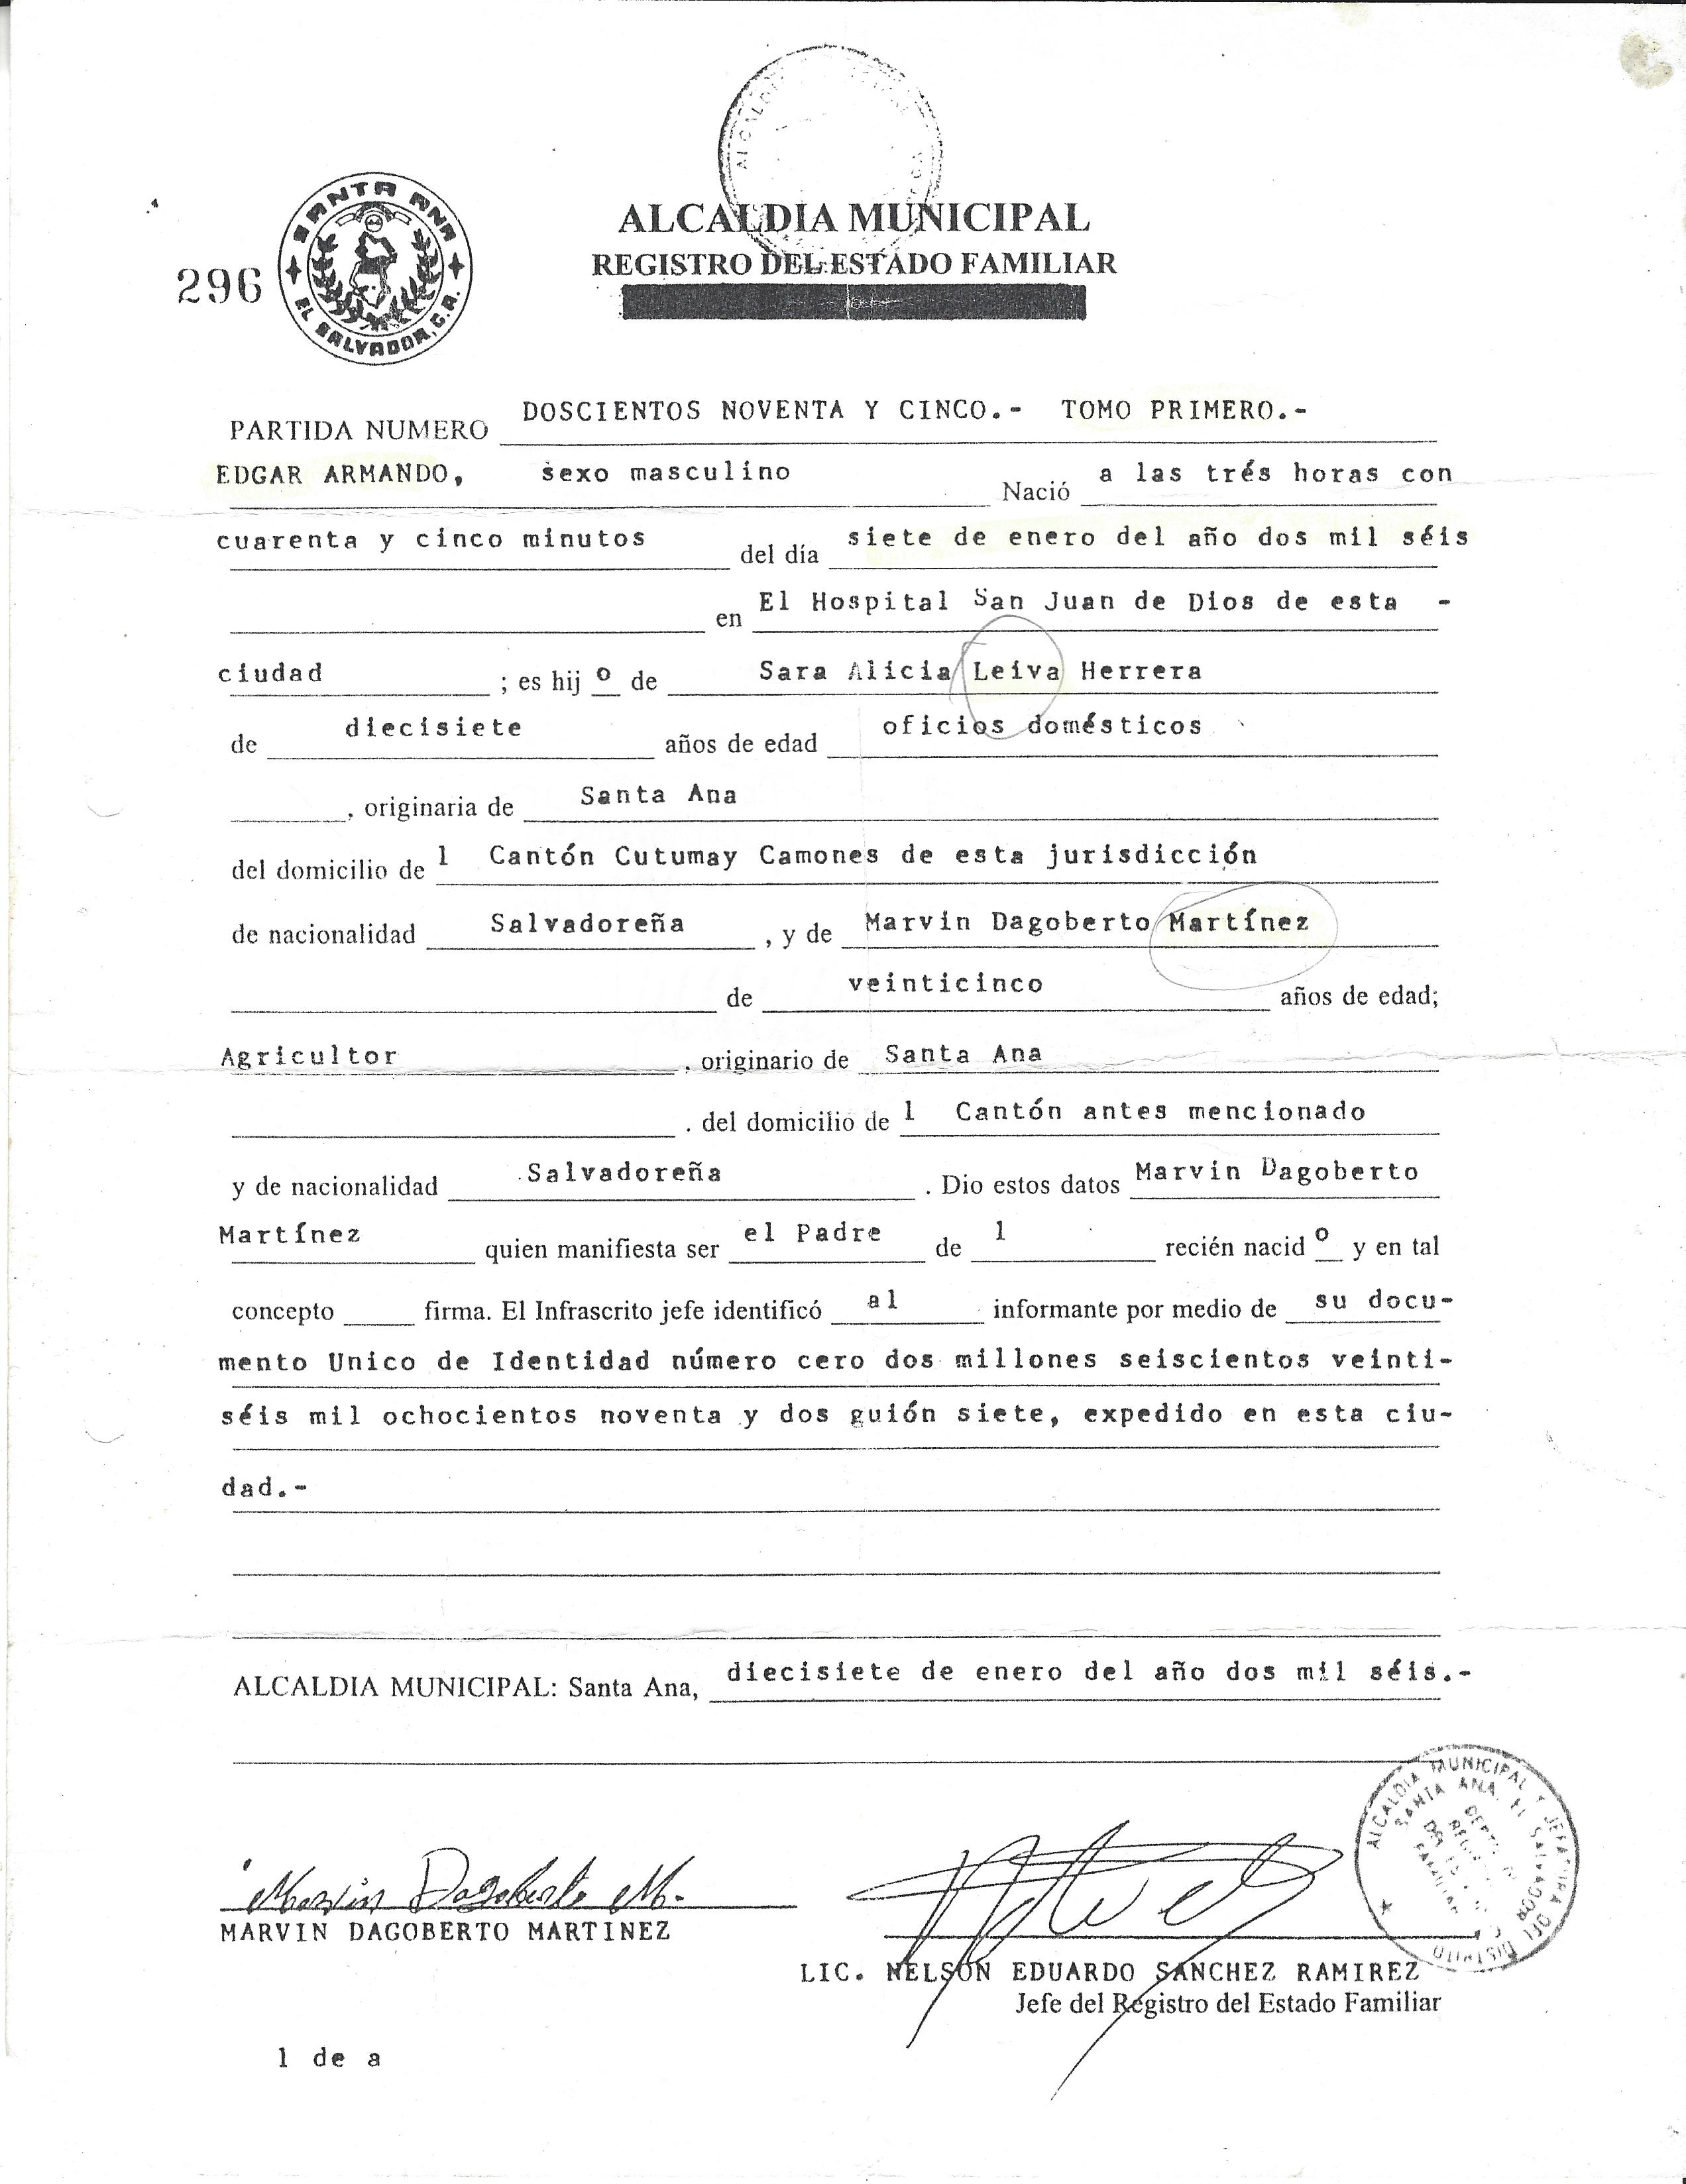 SANTA ANA
EL SALVADOR, C.A.
296
ALCALDIA MUNICIPAL
REGISTRO DEL ESTADO FAMILIAR
PARTIDA NUMERO DOSCIENTOS NOVENTA Y CINCO.- TOMO PRIMERO.-
EDGAR ARMANDO, sexo masculino Nació a las trés horas con
cuarenta y cinco minutos del día siete de enero del año dos mil séis
en El Hospital San Juan de Dios de esta -
ciudad ; es hij o de Sara Alicia Leiva Herrera
de diecisiete años de edad oficios domésticos
, originaria de Santa Ana
del domicilio de l Cantón Cutumay Camones de esta jurisdicción
de nacionalidad Salvadoreña , y de Marvin Dagoberto Martínez
de veinticinco años de edad;
Agricultor , originario de Santa Ana
. del domicilio de l Cantón antes mencionado
y de nacionalidad Salvadoreña . Dio estos datos Marvin Dagoberto
Martínez quien manifiesta ser el Padre de l recién nacid o y en tal
concepto firma. El Infrascrito jefe identificó al informante por medio de su docu-
mento Unico de Identidad número cero dos millones seiscientos veinti-
séis mil ochocientos noventa y dos guión siete, expedido en esta ciu-
dad.-
ALCALDIA MUNICIPAL: Santa Ana, diecisiete de enero del año dos mil séis.-
ALCALDIA MUNICIPAL Y JEFATURA DEL DISTRITO
SANTA ANA, EL SALVADOR
Marvin Dagoberto M.
MARVIN DAGOBERTO MARTINEZ
LIC. NELSON EDUARDO SANCHEZ RAMIREZ
Jefe del Registro del Estado Familiar
1 de a